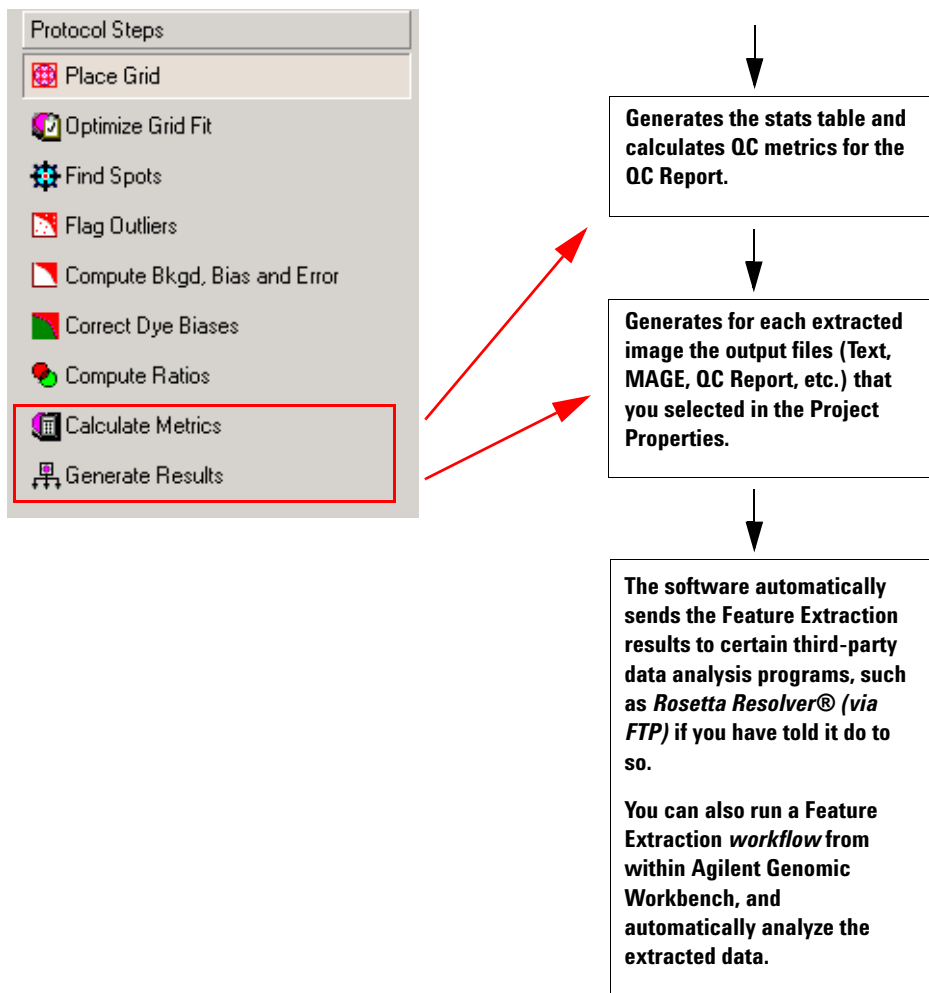 Protocol Steps
Place Grid
Optimize Grid Fit
Find Spots
Flag Outliers
Compute Bkgd, Bias and Error
Correct Dye Biases
Compute Ratios
Calculate Metrics
Generate Results
Generates the stats table and
calculates QC metrics for the
QC Report.
Generates for each extracted
image the output files (Text,
MAGE, QC Report, etc.) that
you selected in the Project
Properties.
The software automatically
sends the Feature Extraction
results to certain third-party
data analysis programs, such
as Rosetta Resolver® (via
FTP) if you have told it do to
so.
You can also run a Feature
Extraction workflow from
within Agilent Genomic
Workbench, and
automatically analyze the
extracted data.